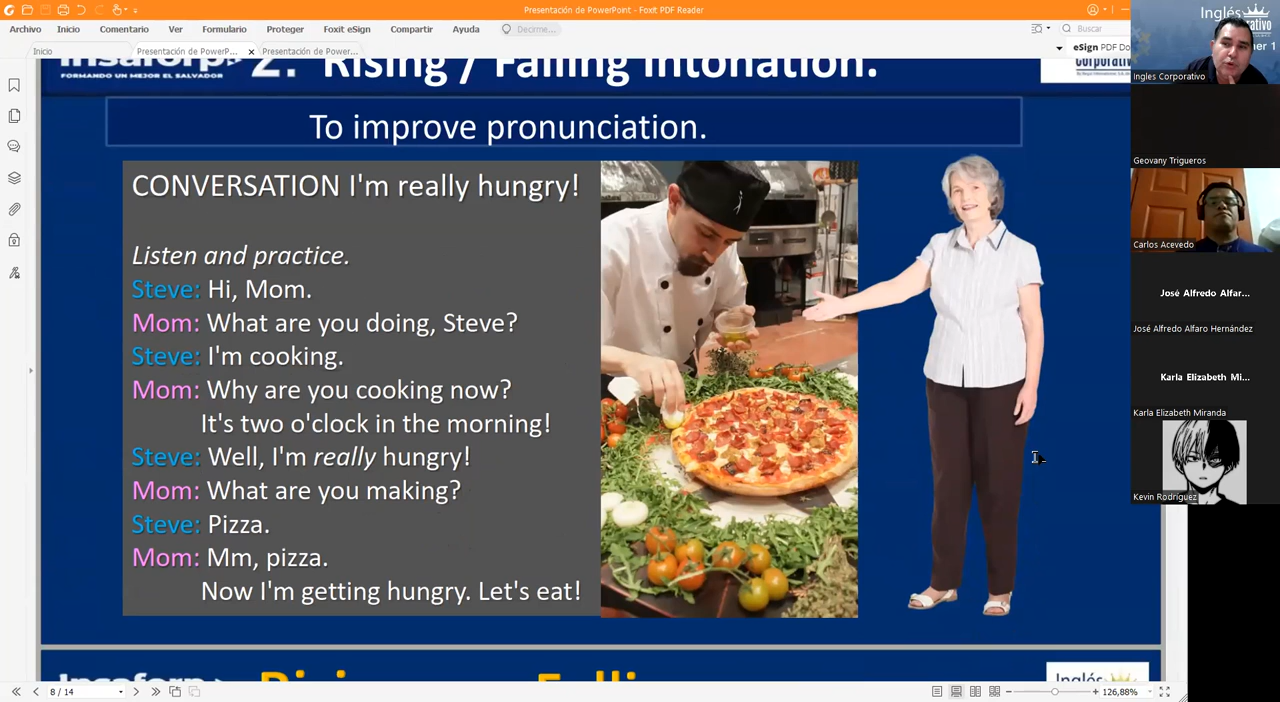 Presentación de PowerPoint - Foxit PDF Reader
Archivo Inicio Comentario Ver Formulario Proteger Foxit eSign Compartir Ayuda Decirme... Buscar
Inicio Presentación de PowerP... × Presentación de Power... eSign PDF Do
Insaforp 2. Rising / Falling Intonation.
FORMANDO UN MEJOR EL SALVADOR
To improve pronunciation.
CONVERSATION I'm really hungry!
Listen and practice.
Steve: Hi, Mom.
Mom: What are you doing, Steve?
Steve: I'm cooking.
Mom: Why are you cooking now?
It's two o'clock in the morning!
Steve: Well, I'm really hungry!
Mom: What are you making?
Steve: Pizza.
Mom: Mm, pizza.
Now I'm getting hungry. Let's eat!
Insaforp
Inglés
8 / 14
126,88%
Inglés
Ingles Corporativo
Geovany Trigueros
Carlos Acevedo
José Alfredo Alfar...
José Alfredo Alfaro Hernández
Karla Elizabeth Mi...
Karla Elizabeth Miranda
Kevin Rodríguez